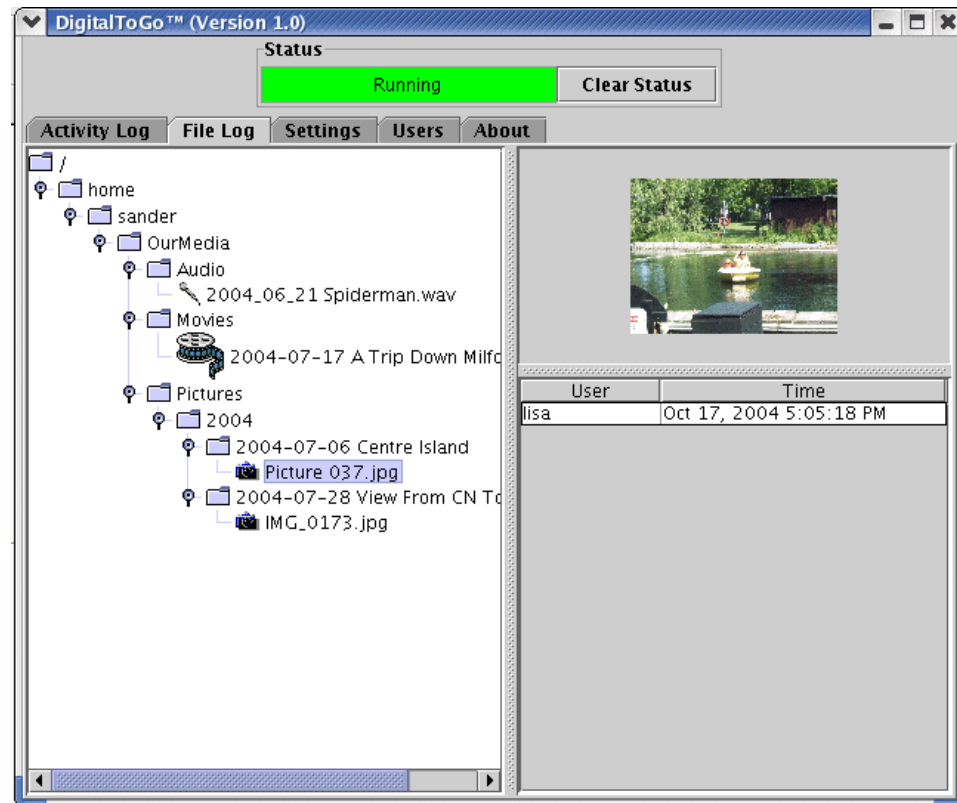 DigitalToGo™ (Version 1.0)
Status
Running
Clear Status
Activity Log
File Log
Settings
Users
About
/
home
sander
OurMedia
Audio
2004_06_21 Spiderman.wav
Movies
2004-07-17 A Trip Down Milfo
Pictures
2004
2004-07-06 Centre Island
Picture 037.jpg
2004-07-28 View From CN To
IMG_0173.jpg
User Time
lisa Oct 17, 2004 5:05:18 PM